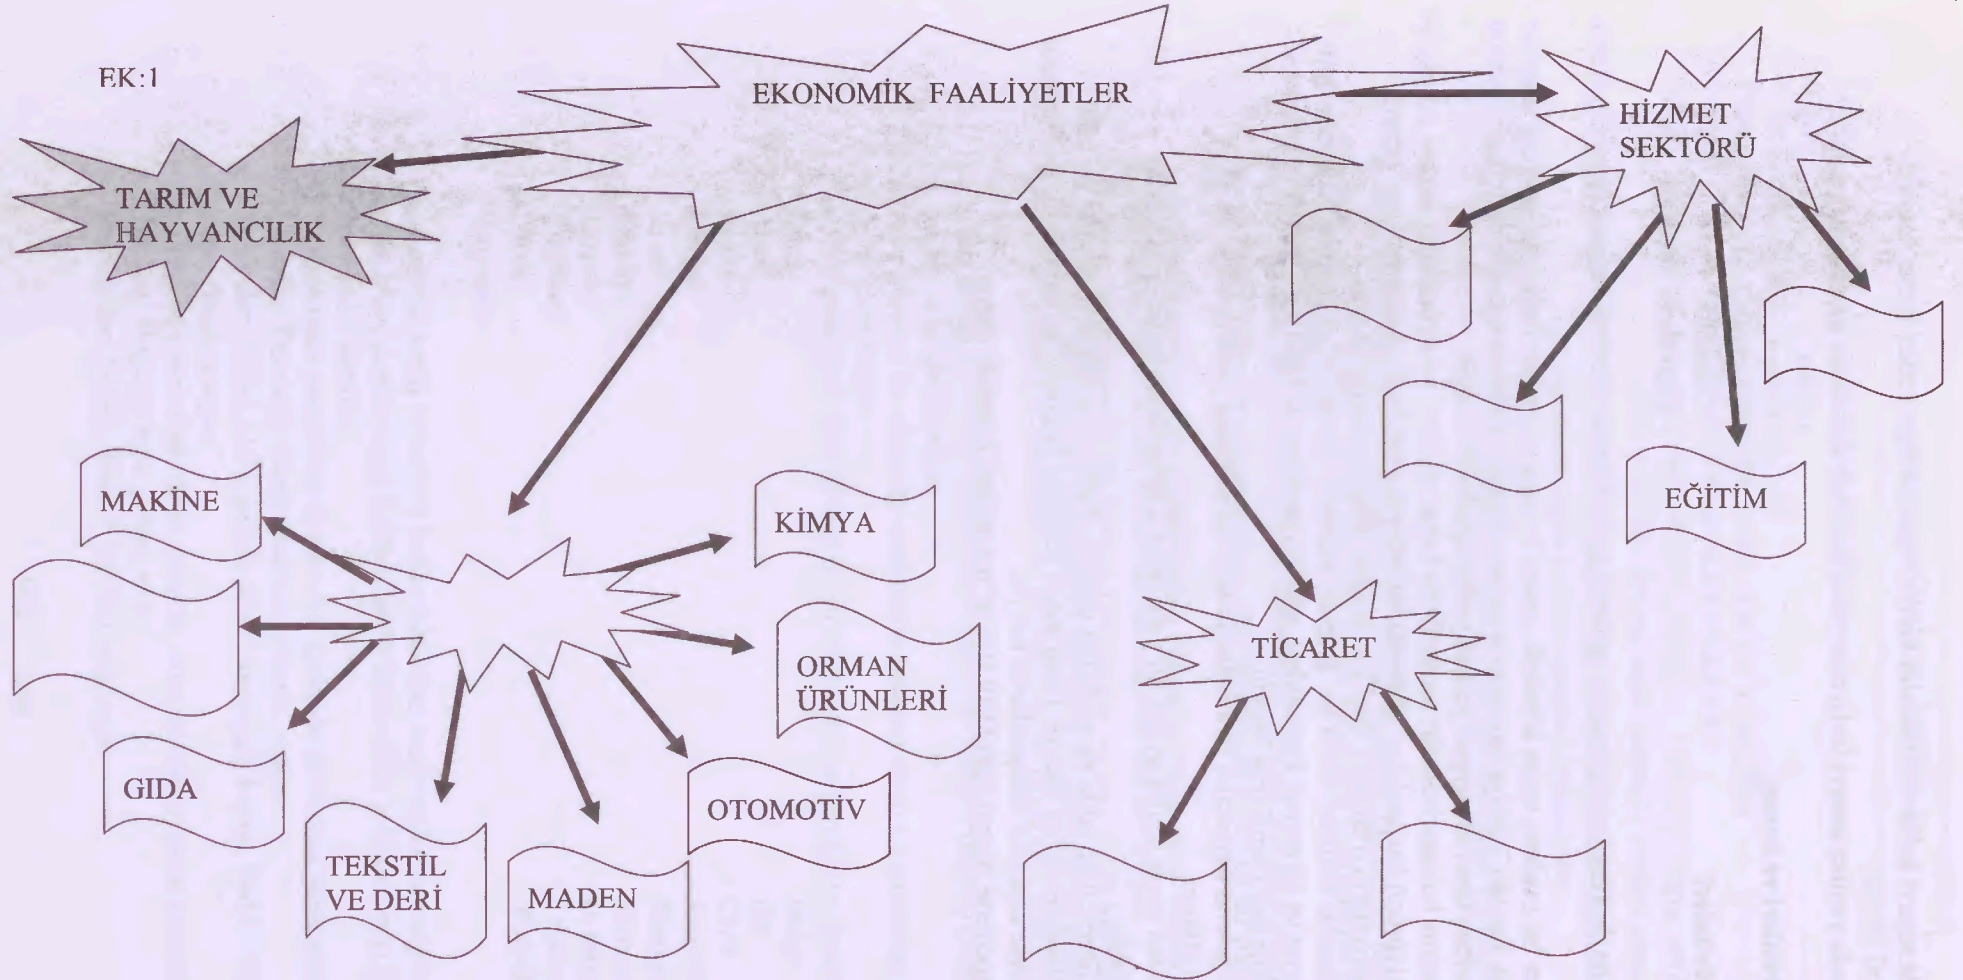 EK:1
EKONOMİK FAALİYETLER
HİZMET
SEKTÖRÜ
TARIM VE
HAYVANCILIK
MAKİNE
KİMYA
EĞİTİM
TİCARET
ORMAN
ÜRÜNLERİ
GIDA
OTOMOTİV
TEKSTİL
VE DERİ
MADEN